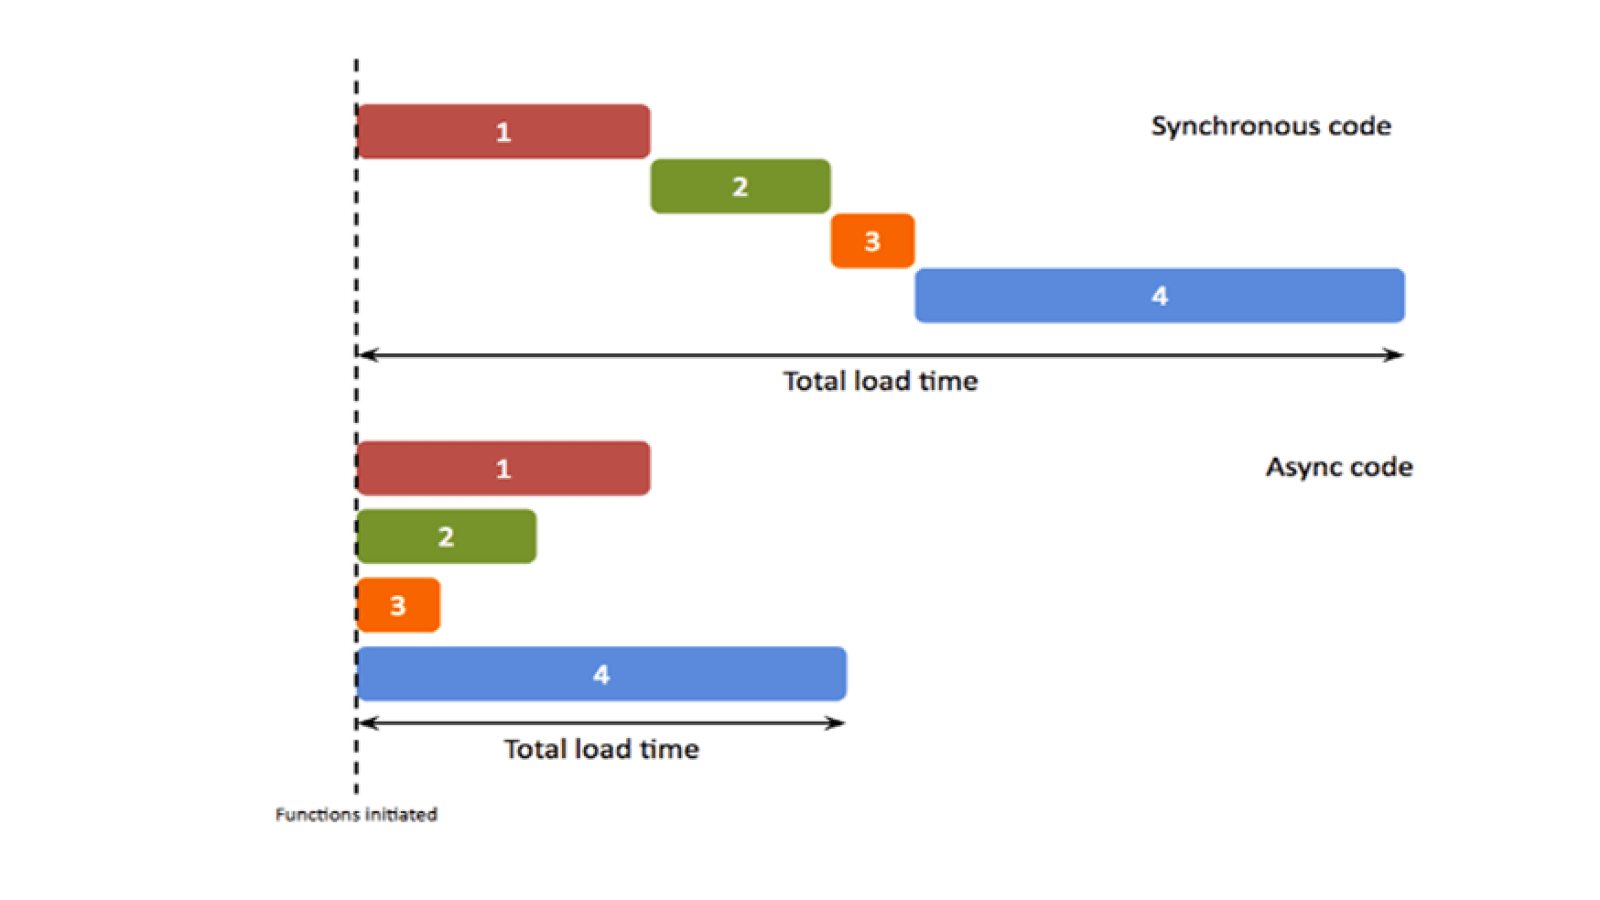 1
Synchronous code
2
3
4
Total load time
1
Async code
2
3
4
Total load time
Functions initiated